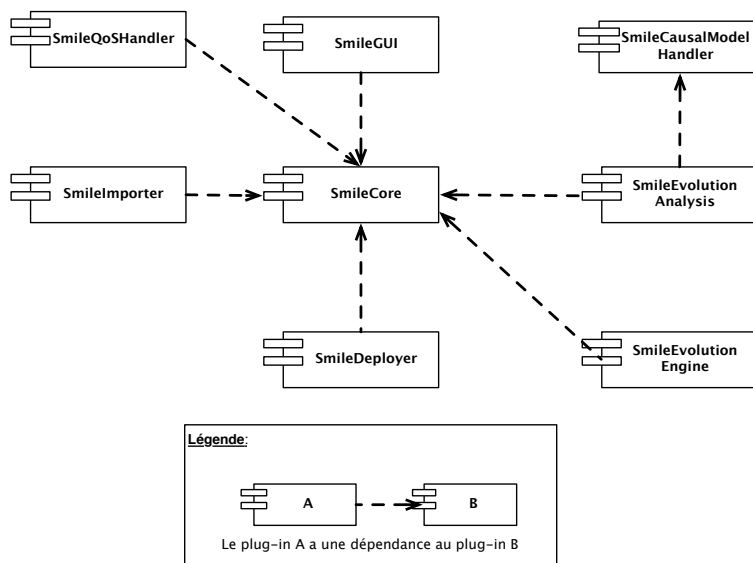 SmileQoSHandler
SmileGUI
SmileCausalModel
Handler
SmileImporter
SmileCore
SmileEvolution
Analysis
SmileDeployer
SmileEvolution
Engine
Légende:
A
B
Le plug-in A a une dépendance au plug-in B